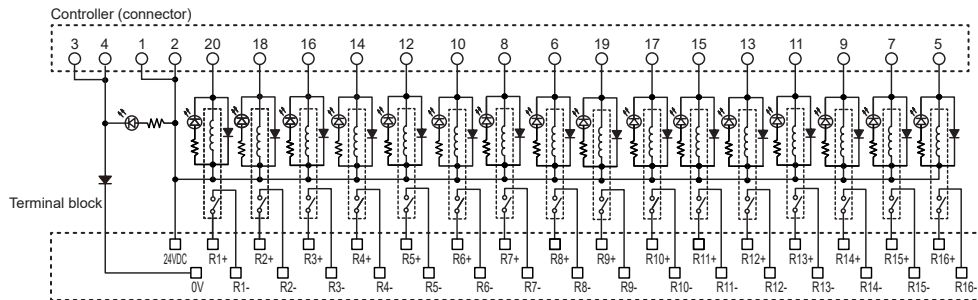 Controller (connector)
3 4 1 2 20 18 16 14 12 10 8 6 19 17 15 13 11 9 7 5
Terminal block
24VDC R1+ R2+ R3+ R4+ R5+ R6+ R7+ R8+ R9+ R10+ R11+ R12+ R13+ R14+ R15+ R16+
0V R1- R2- R3- R4- R5- R6- R7- R8- R9- R10- R11- R12- R13- R14- R15- R16-